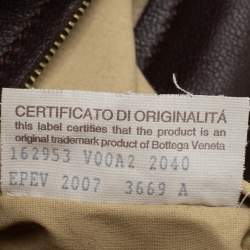 CERTIFICATO DI ORIGINALITÁ
this label certifies that the product is an
original trademark product of Bottega Veneta
162953 V00A2 2040
EPEV 2007 3669 A